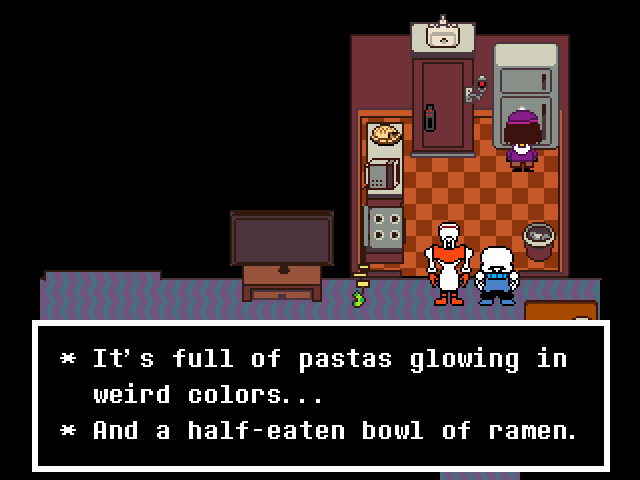 * It's full of pastas glowing in
weird colors...
* And a half-eaten bowl of ramen.